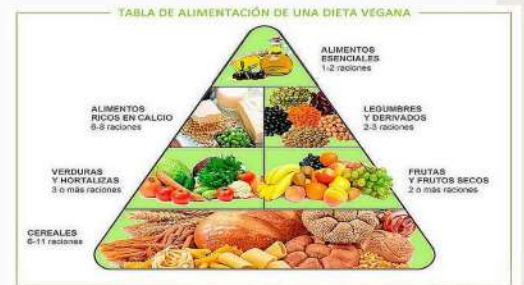 TABLA DE ALIMENTACIÓN DE UNA DIETA VEGANA
ALIMENTOS
ESENCIALES
1-2 raciones
ALIMENTOS
RICOS EN CALCIO
6-8 raciones
LEGUMBRES
Y DERIVADOS
2-3 raciones
VERDURAS
Y HORTALIZAS
3 o más raciones
FRUTAS
Y FRUTOS SECOS
2 o más raciones
CEREALES
6-11 raciones